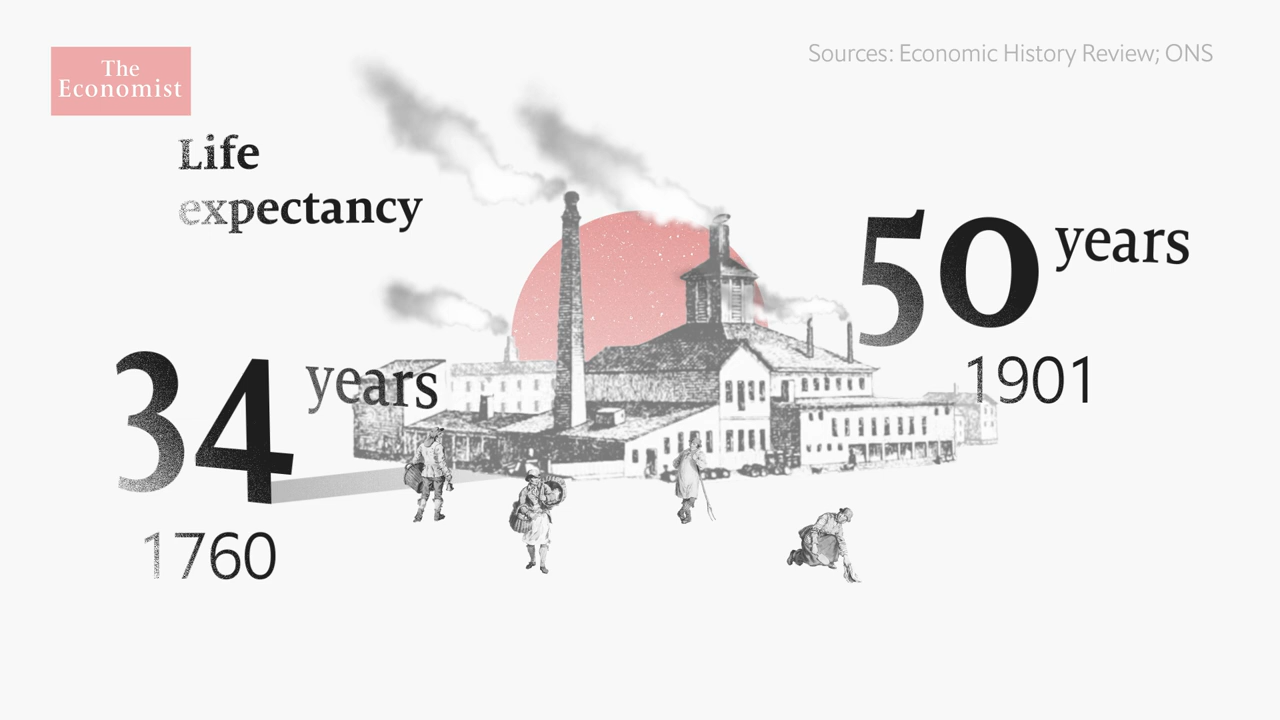 The
Economist
Sources: Economic History Review; ONS
Life
expectancy
50 years
1901
34 years
1760